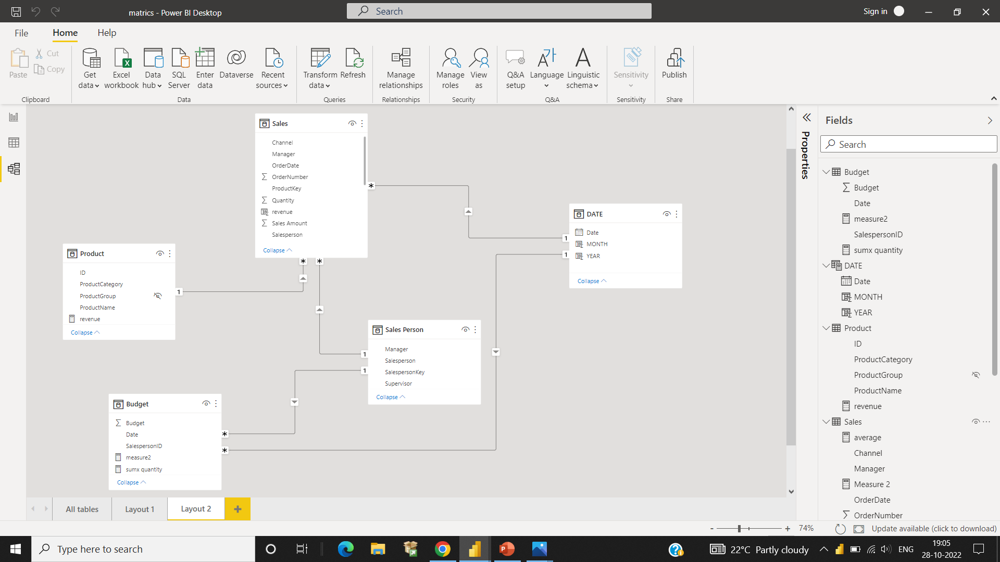 matrics - Power BI Desktop
Search
Sign in
File
Home
Help
Paste
Cut
Copy
Clipboard
Get data
Excel workbook
Data hub
SQL Server
Enter data
Dataverse
Recent sources
Data
Transform data
Refresh
Queries
Manage relationships
Relationships
Manage roles
View as
Security
Q&A setup
Language
Linguistic schema
Q&A
Sensitivity
Sensitivity
Publish
Share
Sales
Channel
Manager
OrderDate
OrderNumber
ProductKey
Quantity
revenue
Sales Amount
Salesperson
Collapse
*
*
*
1
1
DATE
Date
MONTH
YEAR
Collapse
Product
ID
ProductCategory
ProductGroup
ProductName
revenue
Collapse
1
Sales Person
Manager
Salesperson
SalespersonKey
Supervisor
Collapse
1
1
Budget
Budget
Date
SalespersonID
measure2
sumx quantity
Collapse
*
*
Properties
Fields
Search
Budget
Budget
Date
measure2
SalespersonID
sumx quantity
DATE
Date
MONTH
YEAR
Product
ID
ProductCategory
ProductGroup
ProductName
revenue
Sales
average
Channel
Manager
Measure 2
OrderDate
OrderNumber
All tables
Layout 1
Layout 2
+
- + 74%
Update available (click to download)
Type here to search
22°C Partly cloudy
ENG
19:05
28-10-2022